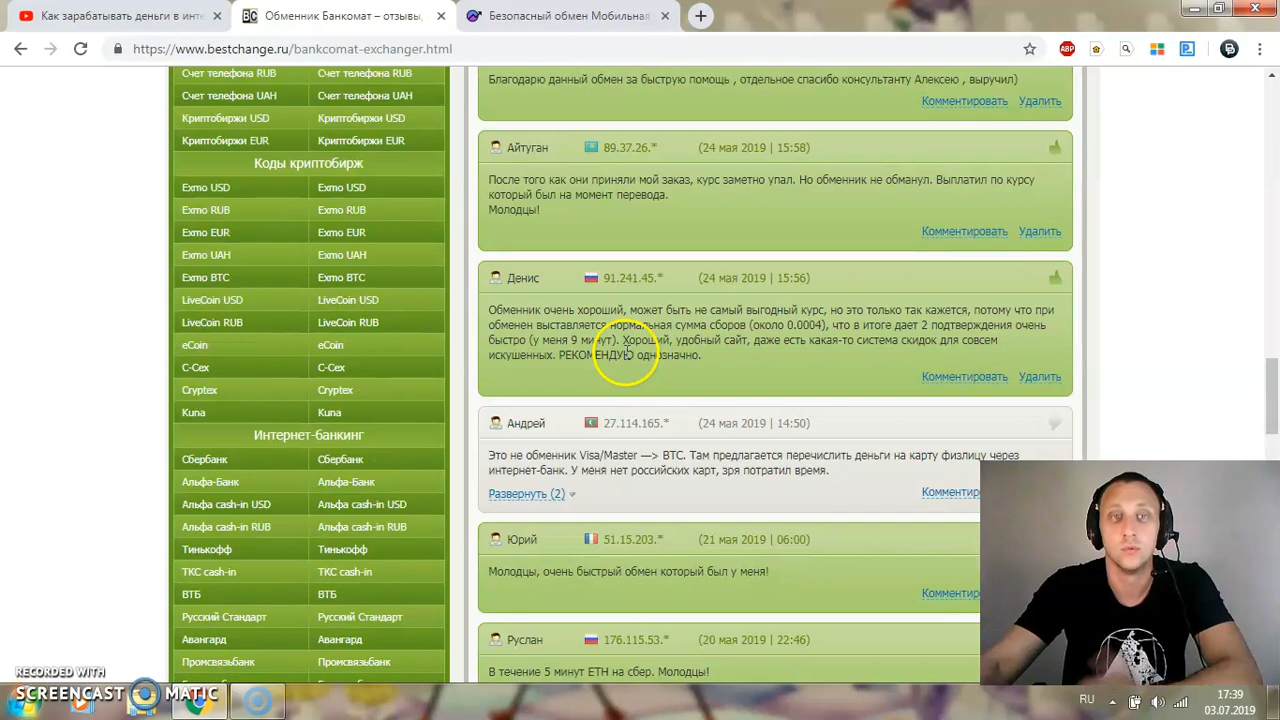 Как зарабатывать деньги в инте
Обменник Банкомат – отзывы,
Безопасный обмен Мобильная
https://www.bestchange.ru/bankcomat-exchanger.html
ABP
Счет телефона RUB Счет телефона RUB
Счет телефона UAH Счет телефона UAH
Криптобиржи USD Криптобиржи USD
Криптобиржи EUR Криптобиржи EUR
Коды криптобирж
Exmo USD Exmo USD
Exmo RUB Exmo RUB
Exmo EUR Exmo EUR
Exmo UAH Exmo UAH
Exmo BTC Exmo BTC
LiveCoin USD LiveCoin USD
LiveCoin RUB LiveCoin RUB
eCoin eCoin
C-Cex C-Cex
Cryptex Cryptex
Kuna Kuna
Интернет-банкинг
Сбербанк Сбербанк
Альфа-Банк Альфа-Банк
Альфа cash-in USD Альфа cash-in USD
Альфа cash-in RUB Альфа cash-in RUB
Тинькофф Тинькофф
ТКС cash-in ТКС cash-in
ВТБ ВТБ
Русский Стандарт Русский Стандарт
Авангард Авангард
Промсвязьбанк Промсвязьбанк
Благодарю данный обмен за быструю помощь , отдельное спасибо консультанту Алексею , выручил)
Комментировать Удалить
Айтуган 89.37.26.* (24 мая 2019 | 15:58)
После того как они приняли мой заказ, курс заметно упал. Но обменник не обманул. Выплатил по курсу
который был на момент перевода.
Молодцы!
Комментировать Удалить
Денис 91.241.45.* (24 мая 2019 | 15:56)
Обменник очень хороший, может быть не самый выгодный курс, но это только так кажется, потому что при
обменен выставляется нормальная сумма сборов (около 0.0004), что в итоге дает 2 подтверждения очень
быстро (у меня 9 минут). Хороший, удобный сайт, даже есть какая-то система скидок для совсем
искушенных. РЕКОМЕНДУЮ однозначно.
Комментировать Удалить
Андрей 27.114.165.* (24 мая 2019 | 14:50)
Это не обменник Visa/Master —> BTC. Там предлагается перечислить деньги на карту физлицу через
интернет-банк. У меня нет российских карт, зря потратил время.
Развернуть (2) Комментир
Юрий 51.15.203.* (21 мая 2019 | 06:00)
Молодцы, очень быстрый обмен который был у меня!
Комментир
Руслан 176.115.53.* (20 мая 2019 | 22:46)
В течение 5 минут ETH на сбер. Молодцы!
RECORDED WITH
SCREENCAST MATIC
RU
17:39
03.07.2019